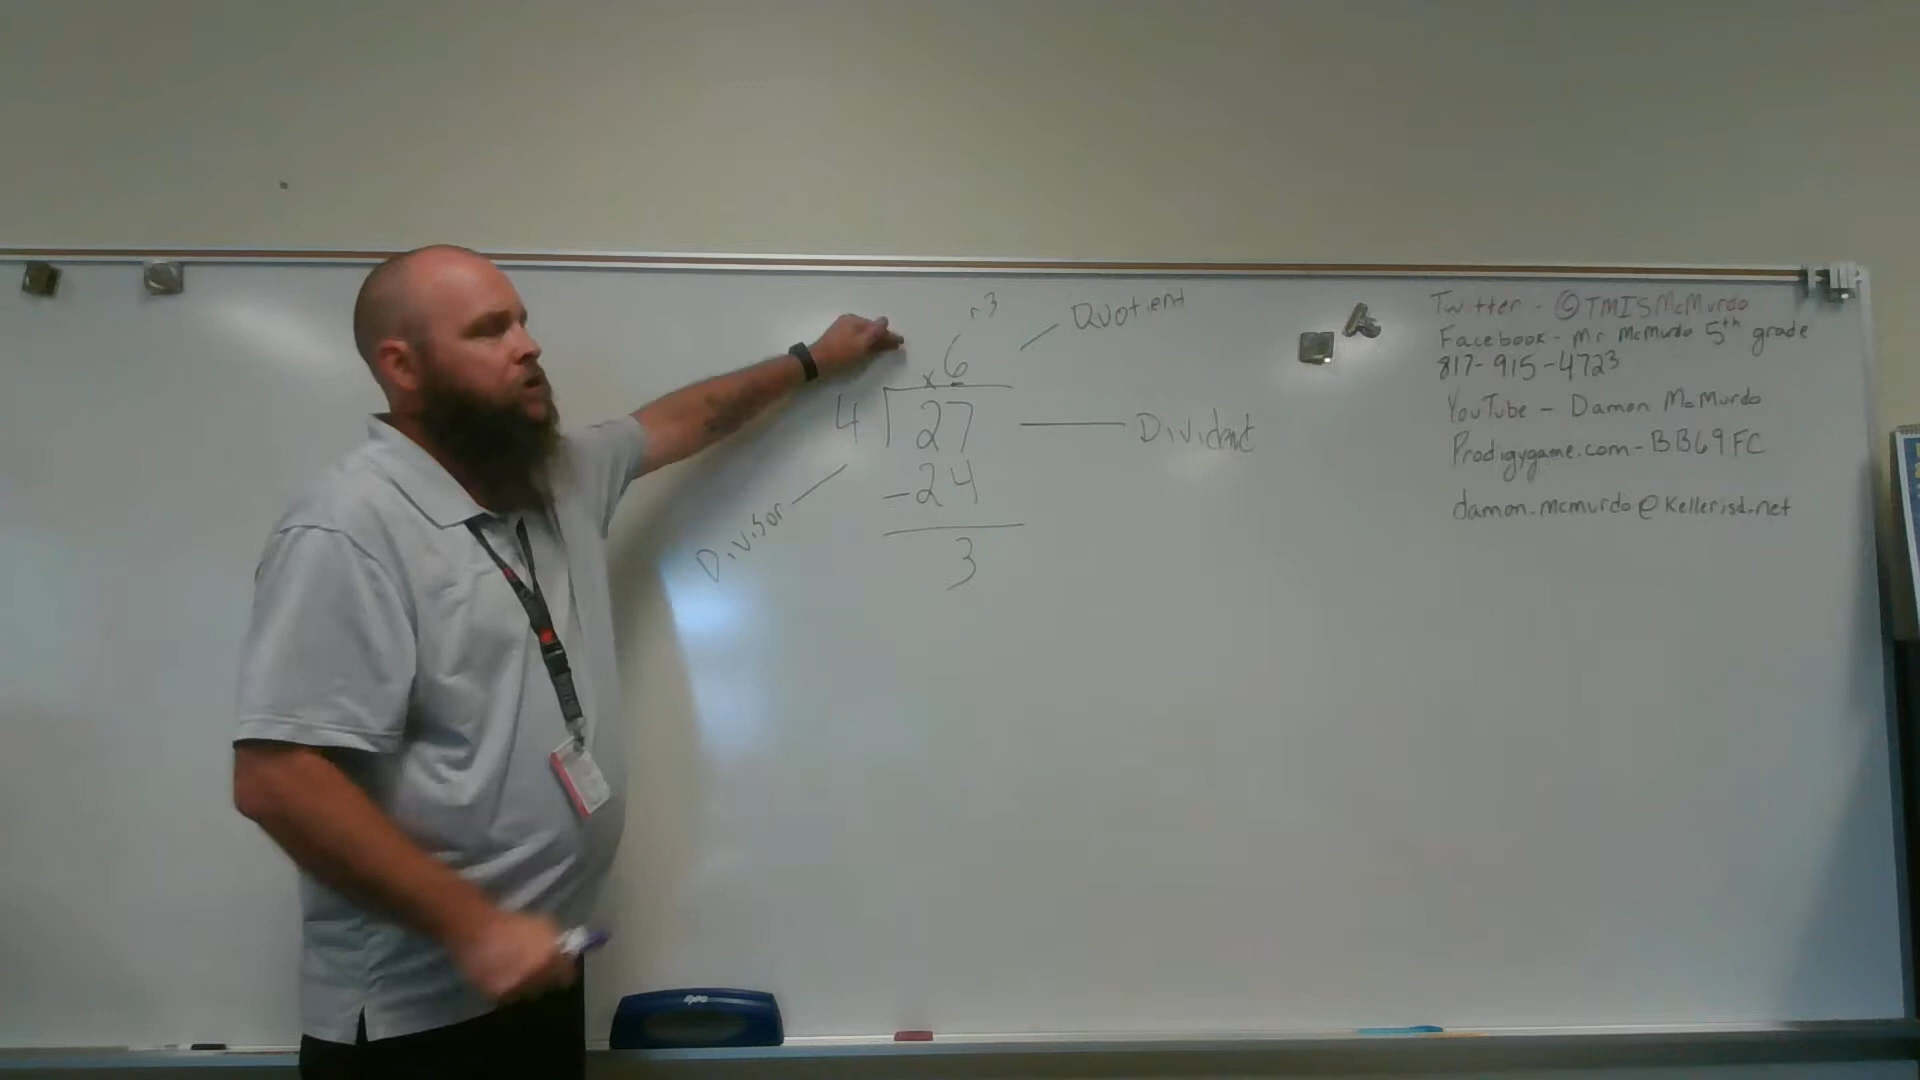 r3
Quotient
x 6
4 27
Divident
-24
Divisor
3
Twitter - @TMISMcMurdo
Facebook - Mr McMurdo 5th grade
817-915-4723
YouTube - Damon McMurdo
Prodigygame.com - BB69FC
damon.mcmurdo@kellerisd.net
EXPO